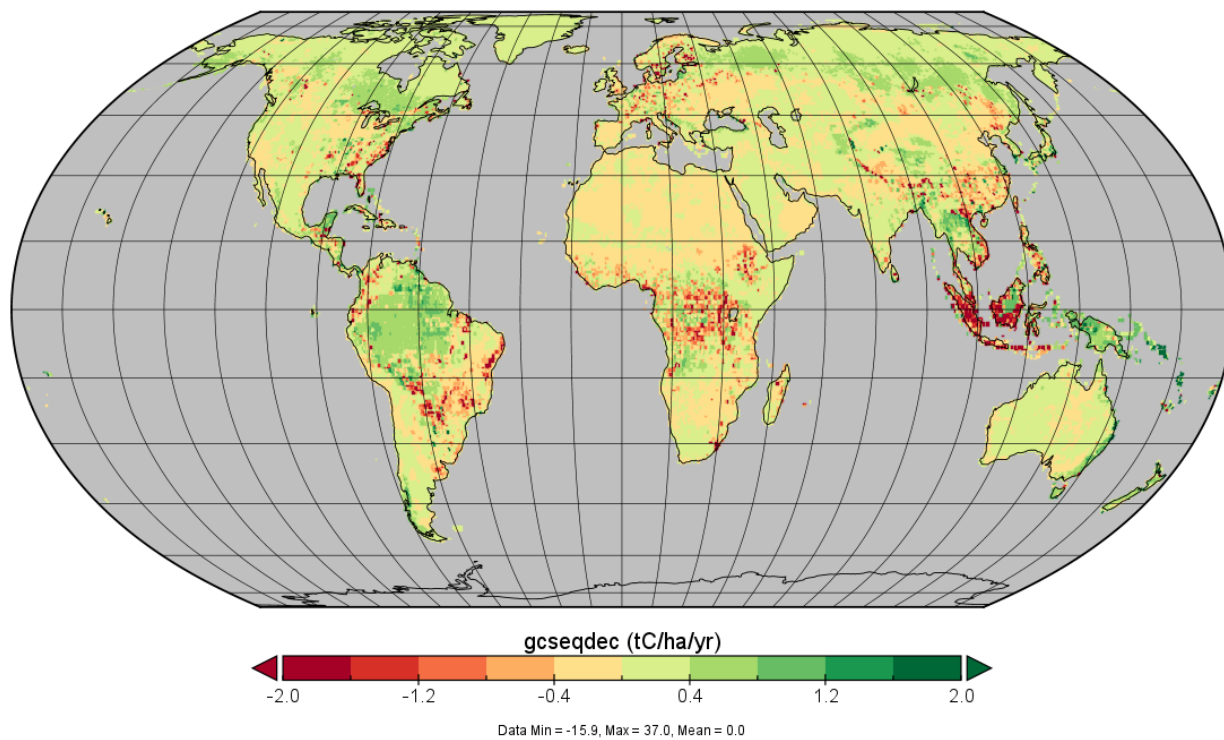 gcseqdec (tC/ha/yr)
-2.0 -1.2 -0.4 0.4 1.2 2.0
Data Min = -15.9, Max = 37.0, Mean = 0.0